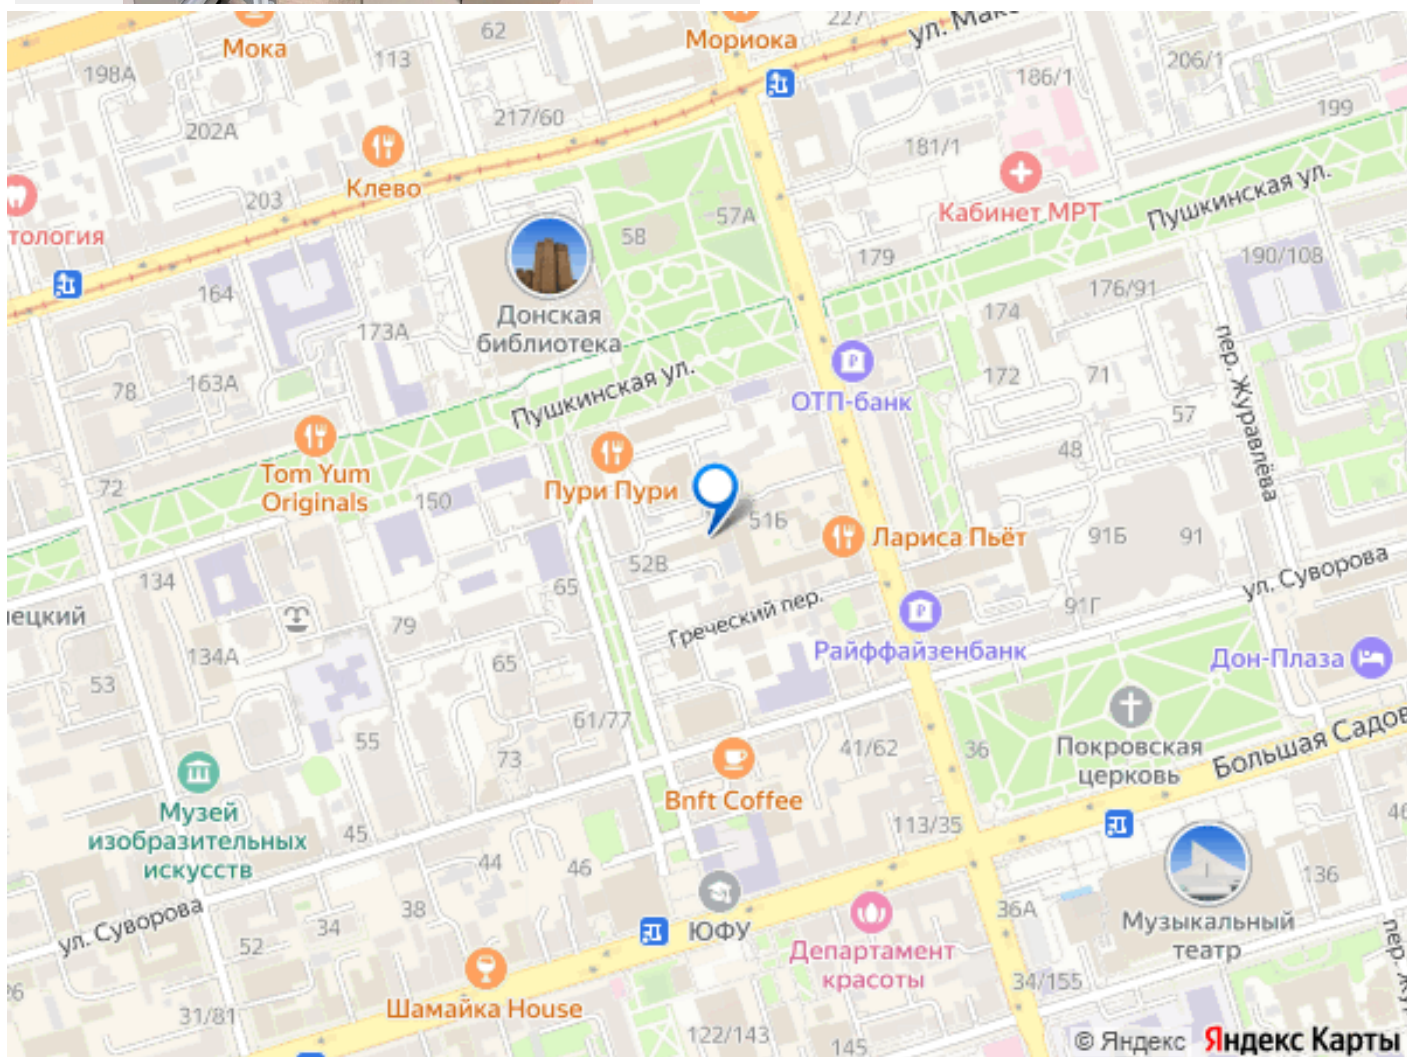 Мока
113
62
Мориока
227
ул. Макс
198А
186/1
206/1
202А
217/60
199
Клево
181/1
203
Кабинет МРТ
Пушкинская ул.
тология
57А
58
179
190/108
164
Донская
библиотека
173А
174
176/91
пер. Журавлёва
78
163А
Пушкинская ул.
ОТП-банк
172
71
57
Tom Yum
Originals
72
150
Пури Пури
48
51Б
Лариса Пьёт
91Б
91
134
52В
65
ул. Суворова
лецкий
79
Греческий пер.
91Г
134А
65
Райффайзенбанк
Дон-Плаза
53
61/77
55
73
41/62
36
Покровская
церковь
Большая Садов
Музей
изобразительных
искусств
45
Bnft Coffee
113/35
44
46
136
46
ул. Суворова
38
34
52
ЮФУ
36А
Музыкальный
театр
Департамент
красоты
пер. Жу
31/81
Шамайка House
34/155
122/143
145
© Яндекс Яндекс Карты